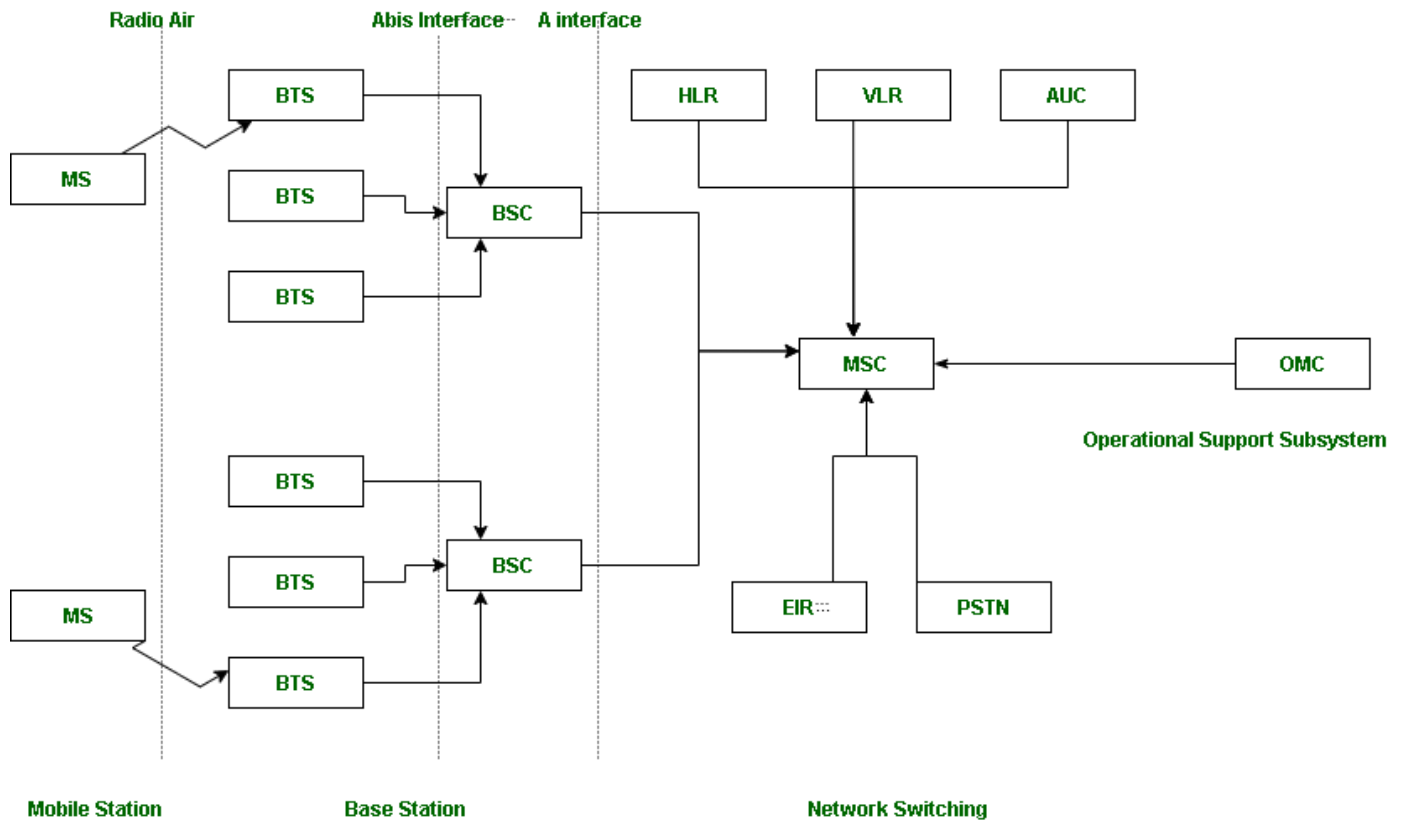 Radio Air
Abis Interface
A interface
BTS
HLR
VLR
AUC
MS
BTS
BSC
BTS
MSC
OMC
Operational Support Subsystem
BTS
BSC
BTS
MS
EIR
PSTN
BTS
Mobile Station
Base Station
Network Switching